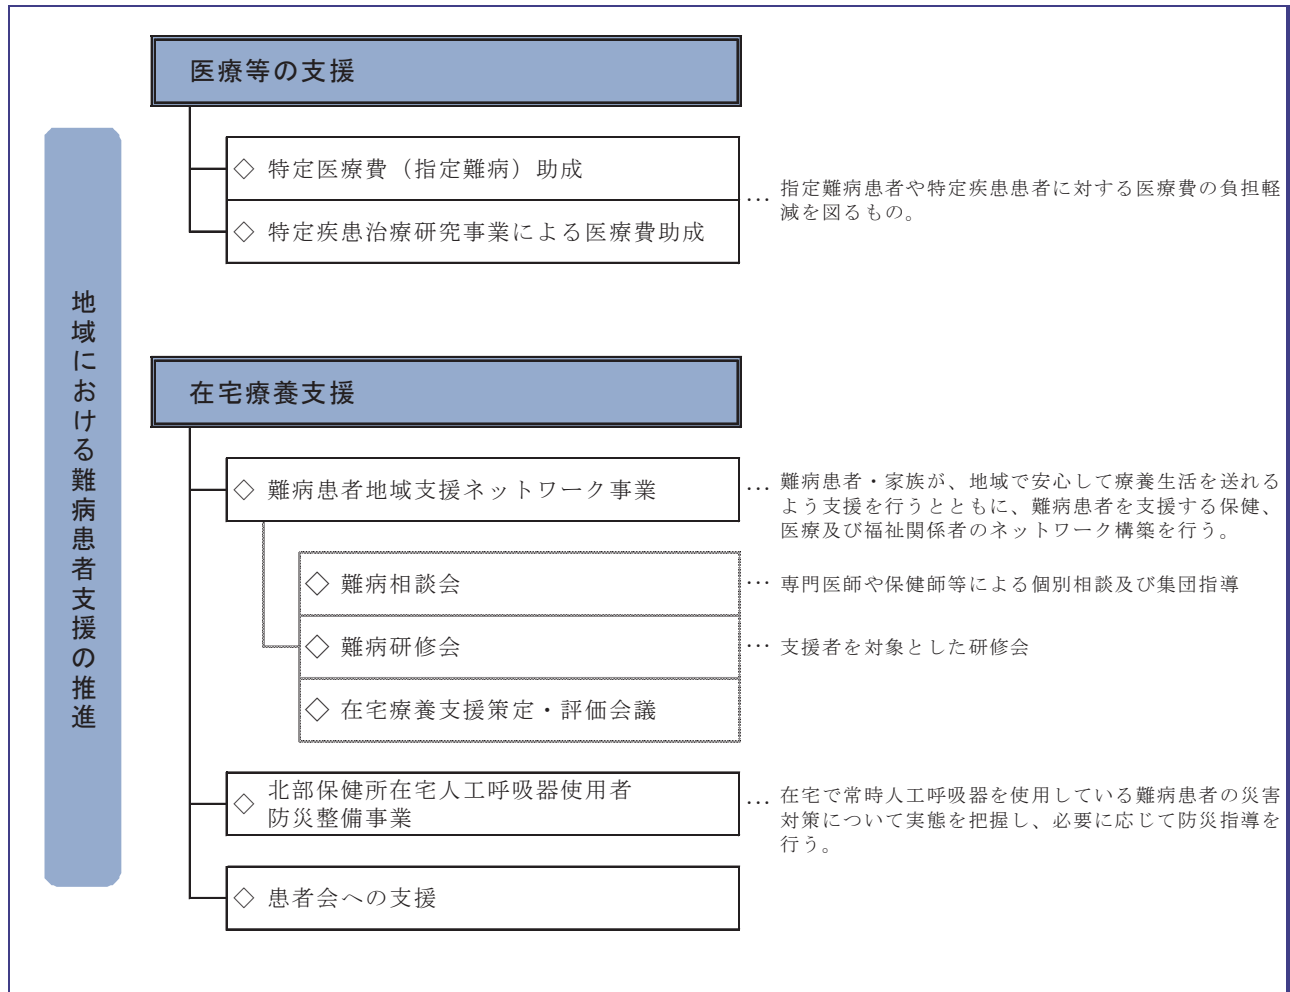 地域における難病患者支援の推進
医療等の支援
◇ 特定医療費（指定難病）助成
◇ 特定疾患治療研究事業による医療費助成
… 指定難病患者や特定疾患患者に対する医療費の負担軽
減を図るもの。
在宅療養支援
◇ 難病患者地域支援ネットワーク事業
… 難病患者・家族が、地域で安心して療養生活を送れる
よう支援を行うとともに、難病患者を支援する保健、
医療及び福祉関係者のネットワーク構築を行う。
◇ 難病相談会
… 専門医師や保健師等による個別相談及び集団指導
◇ 難病研修会
… 支援者を対象とした研修会
◇ 在宅療養支援策定・評価会議
◇ 北部保健所在宅人工呼吸器使用者
防災整備事業
… 在宅で常時人工呼吸器を使用している難病患者の災害
対策について実態を把握し、必要に応じて防災指導を
行う。
◇ 患者会への支援